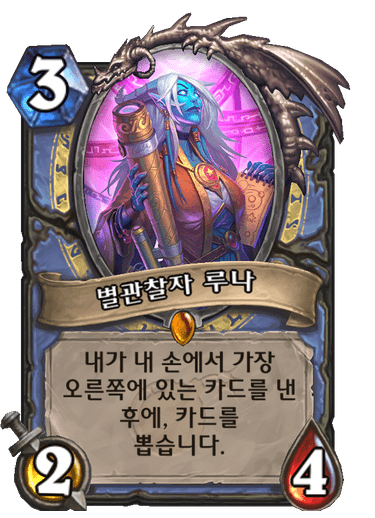 3
별관찰자 루나
내가 내 손에서 가장
오른쪽에 있는 카드를 낸
후에, 카드를
뽑습니다.
2
4